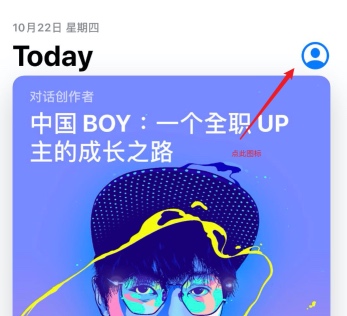 10月22日 星期四
Today
对话创作者
中国 BOY：一个全职 UP
主的成长之路
点此图标